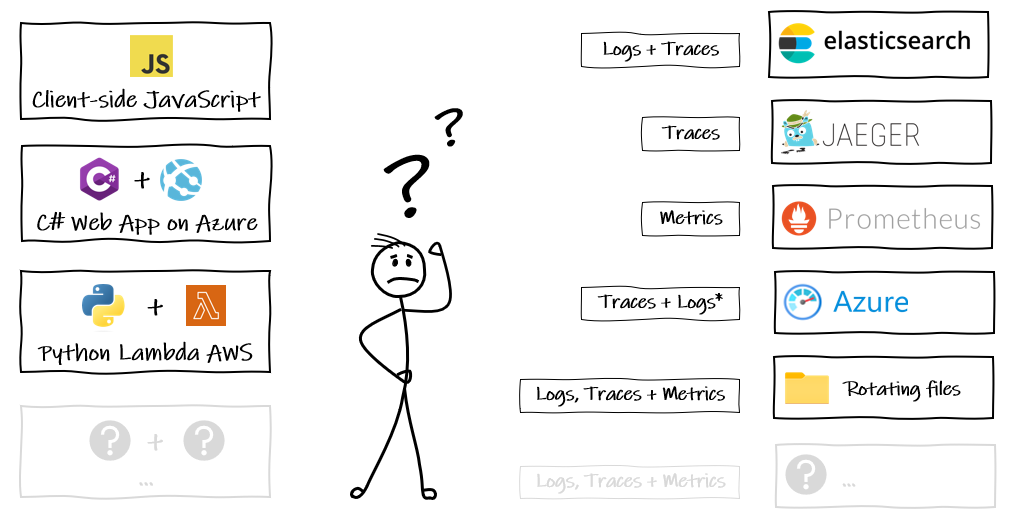 JS
Client-side JavaScript
C# + 
C# Web App on Azure
+
Python Lambda AWS
? + ?
...
?
?
Logs + Traces
elasticsearch
Traces
JAEGER
Metrics
Prometheus
Traces + Logs*
Azure
Logs, Traces + Metrics
Rotating files
Logs, Traces + Metrics
? ...